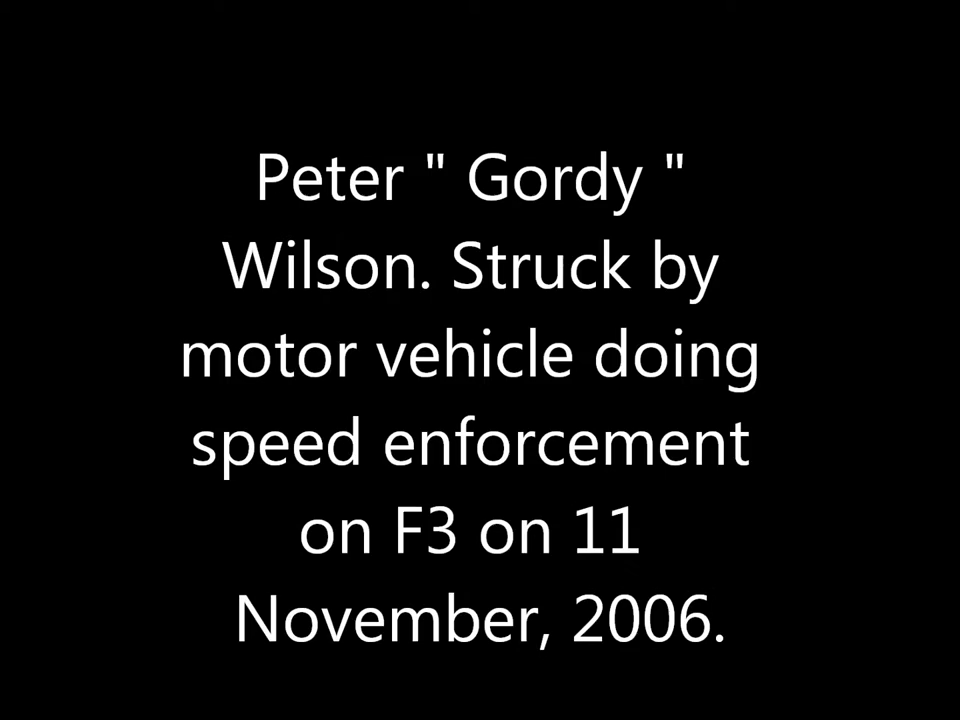 Peter " Gordy "
Wilson. Struck by
motor vehicle doing
speed enforcement
on F3 on 11
November, 2006.